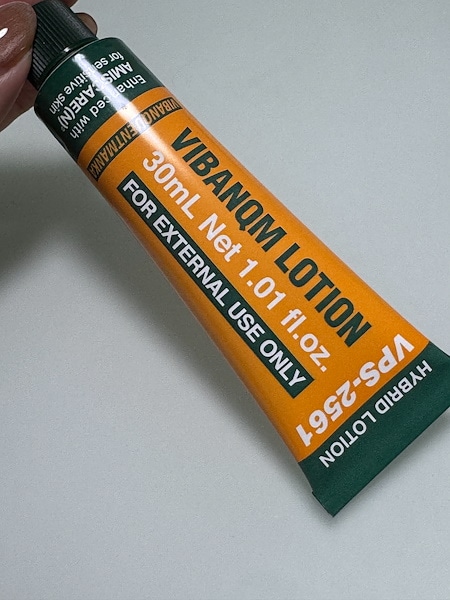 Enhanced with
AMISCARE(N)*
for sensitive skin
VIBANQM LOTION
30mL Net 1.01 fl.oz.
FOR EXTERNAL USE ONLY
VPS-2561
HYBRID LOTION